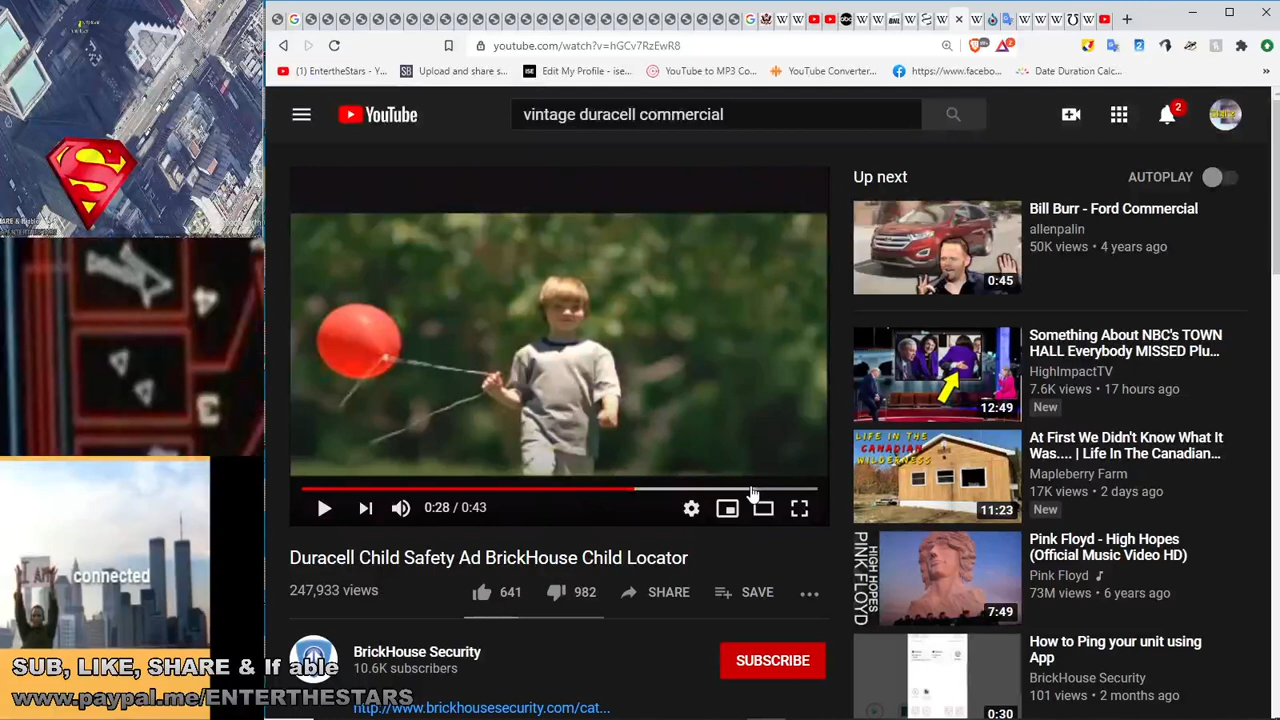 youtube.com/watch?v=hGCv7RzEwR8
EntertheStars - Y...
Upload and share s...
Edit My Profile - ise...
YouTube to MP3 Co...
YouTube Converter...
https://www.facebo...
Date Duration Calc...
YouTube
vintage duracell commercial
2
Up next
AUTOPLAY
Bill Burr - Ford Commercial
allenpalin
50K views • 4 years ago
0:45
Something About NBC's TOWN
HALL Everybody MISSED Plu...
HighImpactTV
7.6K views • 17 hours ago
New
12:49
LIFE IN THE
CANADIAN
WILDERNESS
At First We Didn't Know What It
Was.... | Life In The Canadian...
Mapleberry Farm
17K views • 2 days ago
New
11:23
PINK FLOYD
HIGH HOPES
Pink Floyd - High Hopes
(Official Music Video HD)
Pink Floyd
73M views • 6 years ago
7:49
How to Ping your unit using
App
BrickHouse Security
101 views • 2 months ago
0:30
0:28 / 0:43
Duracell Child Safety Ad BrickHouse Child Locator
247,933 views
641
982
SHARE
SAVE
BrickHouse Security
10.6K subscribers
SUBSCRIBE
http://www.brickhousesecurity.com/cat...
I Am
connected
SUB, LIKE, SHARE & If able
www.paypal.me/ENTERTHESTARS